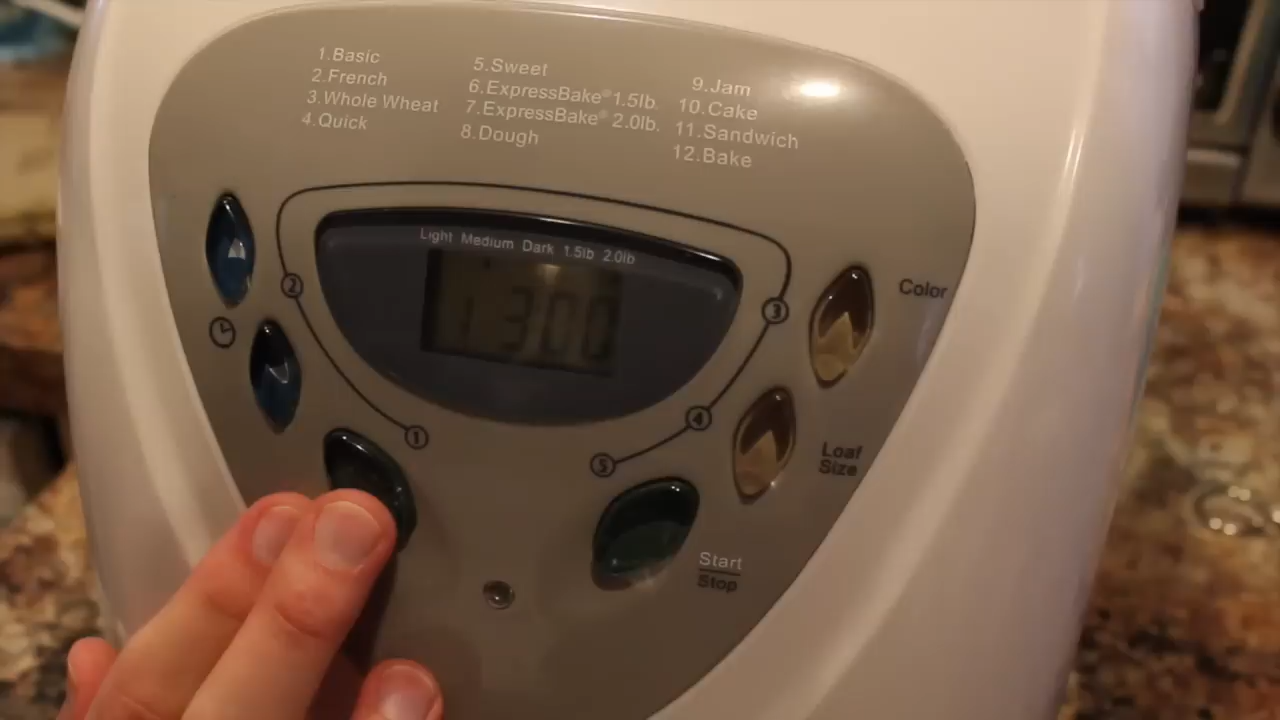 1.Basic
2.French
3.Whole Wheat
4.Quick
5.Sweet
6.ExpressBake® 1.5lb.
7.ExpressBake® 2.0lb.
8.Dough
9.Jam
10.Cake
11.Sandwich
12.Bake
Light Medium Dark 1.5lb 2.0lb
1 3:00
2
3
Color
1
4
5
Loaf
Size
Start
Stop